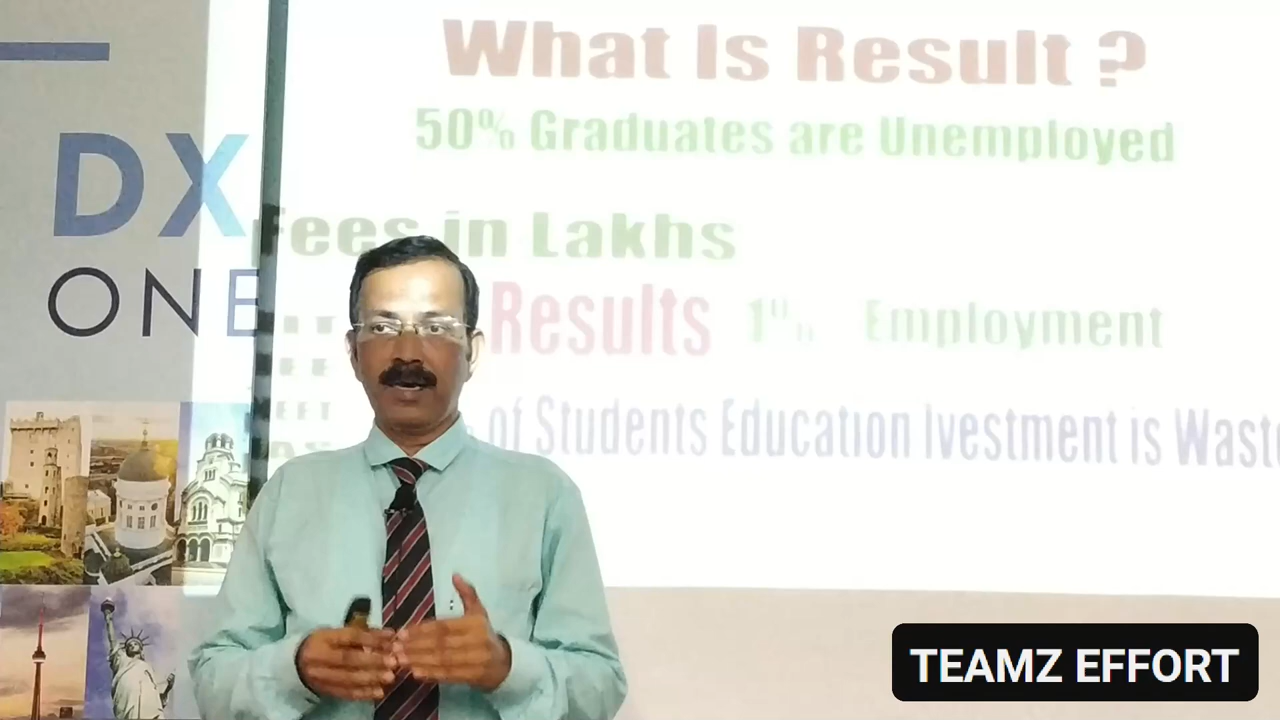 What Is Result ?
50% Graduates are Unemployed
DX
Fees in Lakhs
ONE
Results 1% Employment
of Students Education Ivestment is Waste
TEAMZ EFFORT